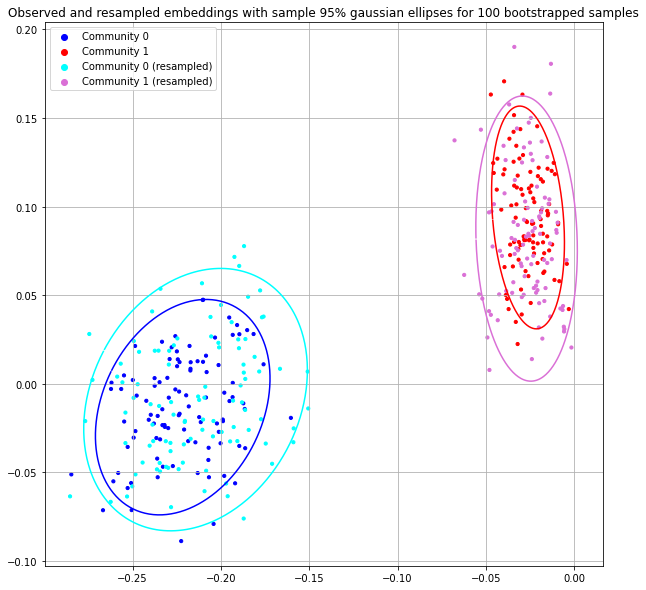 Observed and resampled embeddings with sample 95% gaussian ellipses for 100 bootstrapped samples
Community 0
Community 1
Community 0 (resampled)
Community 1 (resampled)
0.20
0.15
0.10
0.05
0.00
−0.05
−0.10
−0.25
−0.20
−0.15
−0.10
−0.05
0.00